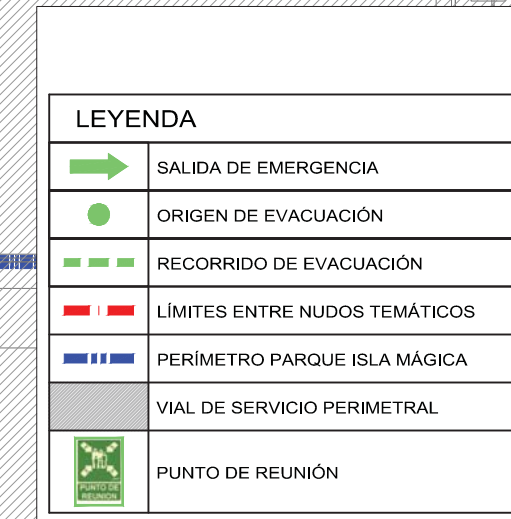 LEYENDA
SALIDA DE EMERGENCIA
ORIGEN DE EVACUACIÓN
RECORRIDO DE EVACUACIÓN
LÍMITES ENTRE NUDOS TEMÁTICOS
PERÍMETRO PARQUE ISLA MÁGICA
VIAL DE SERVICIO PERIMETRAL
PUNTO DE
REUNION
PUNTO DE REUNIÓN